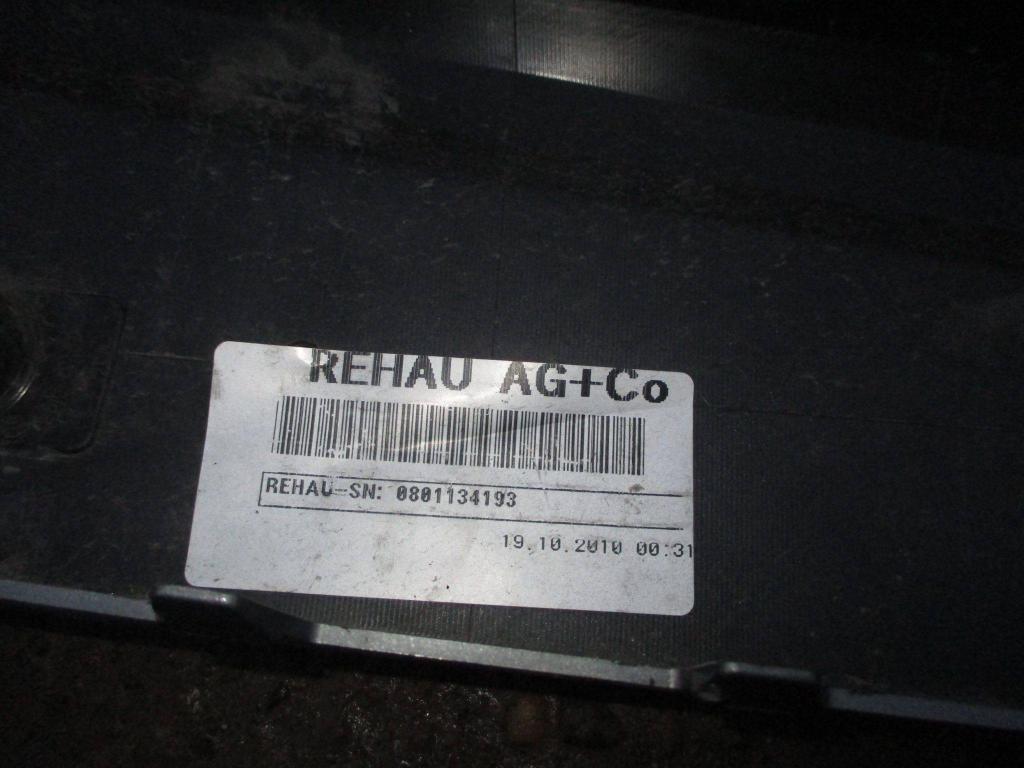 REHAU AG+Co
REHAU-SN: 0801134193
19.10.2010 00:31